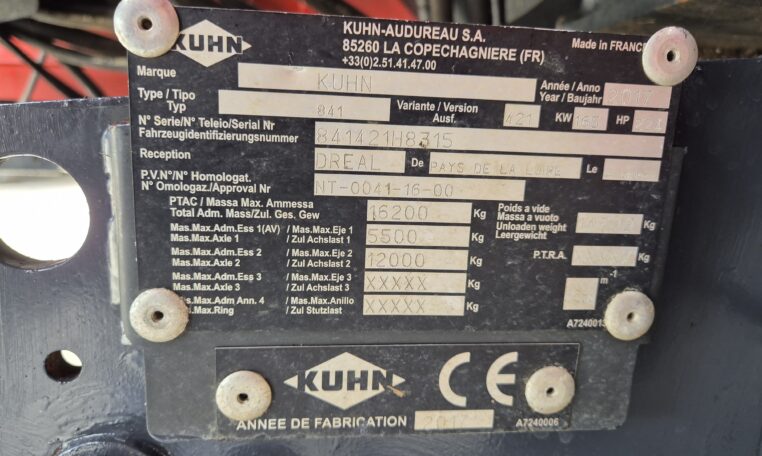 KUHN
KUHN-AUDUREAU S.A.
85260 LA COPECHAGNIERE (FR)
+33(0)2.51.41.47.00
Made in FRANCE
Marque
KUHN
Année / Anno
Year / Baujahr
2017
Type / Tipo
Typ
841
Variante / Version
Ausf.
421
KW
HP
N° Serie/N° Teleio/Serial Nr
Fahrzeugidentifizierungsnummer
841421H8315
Reception
DREAL
De
PAYS DE LA LOIRE
Le
P.V.N°/N° Homologat.
N° Omologaz./Approval Nr
NT-0041-16-00
PTAC / Massa Max. Ammessa
Total Adm. Mass/Zul. Ges. Gew
16200 Kg
Poids a vide
Massa a vuoto
Unloaden weight
Leergewicht
Kg
Mas.Max.Adm.Ess 1(AV) / Mas.Max.Eje 1
Mas.Max.Axle 1 / Zul Achslast 1
5500 Kg
Mas.Max.Adm.Ess 2 / Mas.Max.Eje 2
Mas.Max.Axle 2 / Zul Achslast 2
12000 Kg
P.T.R.A.
Kg
Mas.Max.Adm.Ess 3 / Mas.Max.Eje 3
Mas.Max.Axle 3 / Zul Achslast 3
XXXXX Kg
m-1
Mas.Max.Adm Ann. 4 / Mas.Max.Anillo
Mas.Max.Ring / Zul Stutzlast
XXXXX Kg
KUHN
CE
ANNEE DE FABRICATION
2017
A7240006